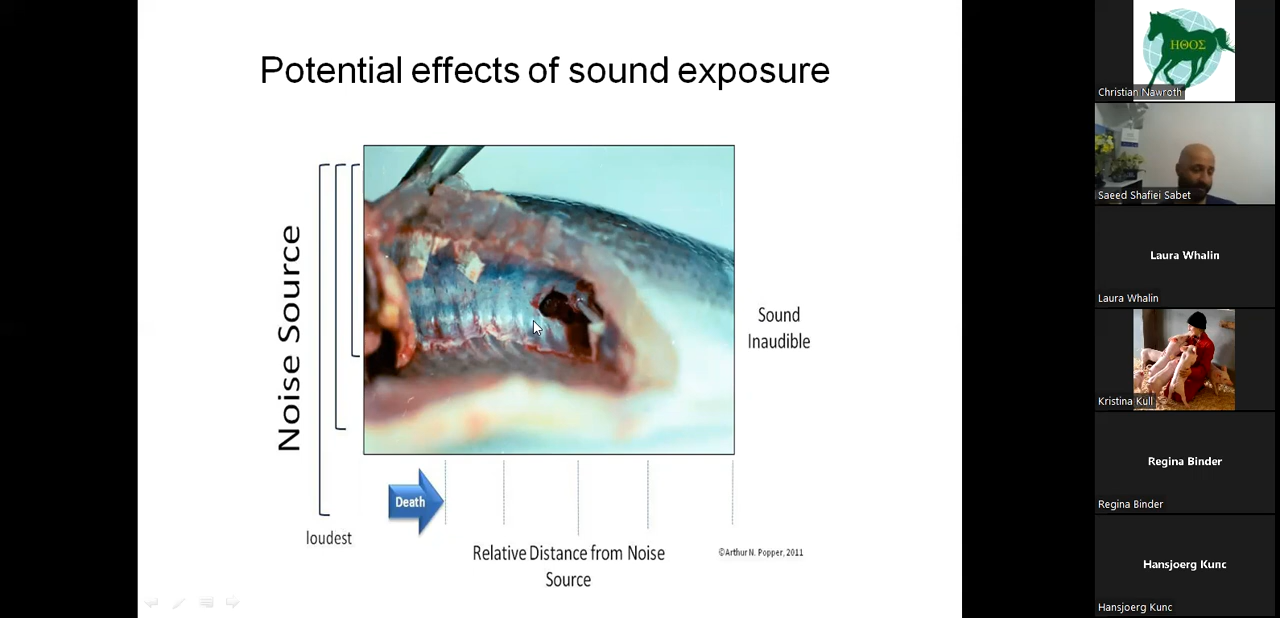 Potential effects of sound exposure
Noise Source
Sound
Inaudible
Death
loudest
Relative Distance from Noise
Source
©Arthur N. Popper, 2011
ΗΘΟΣ
Christian Nawroth
Saeed Shafiei Sabet
Laura Whalin
Laura Whalin
Kristina Kull
Regina Binder
Regina Binder
Hansjoerg Kunc
Hansjoerg Kunc